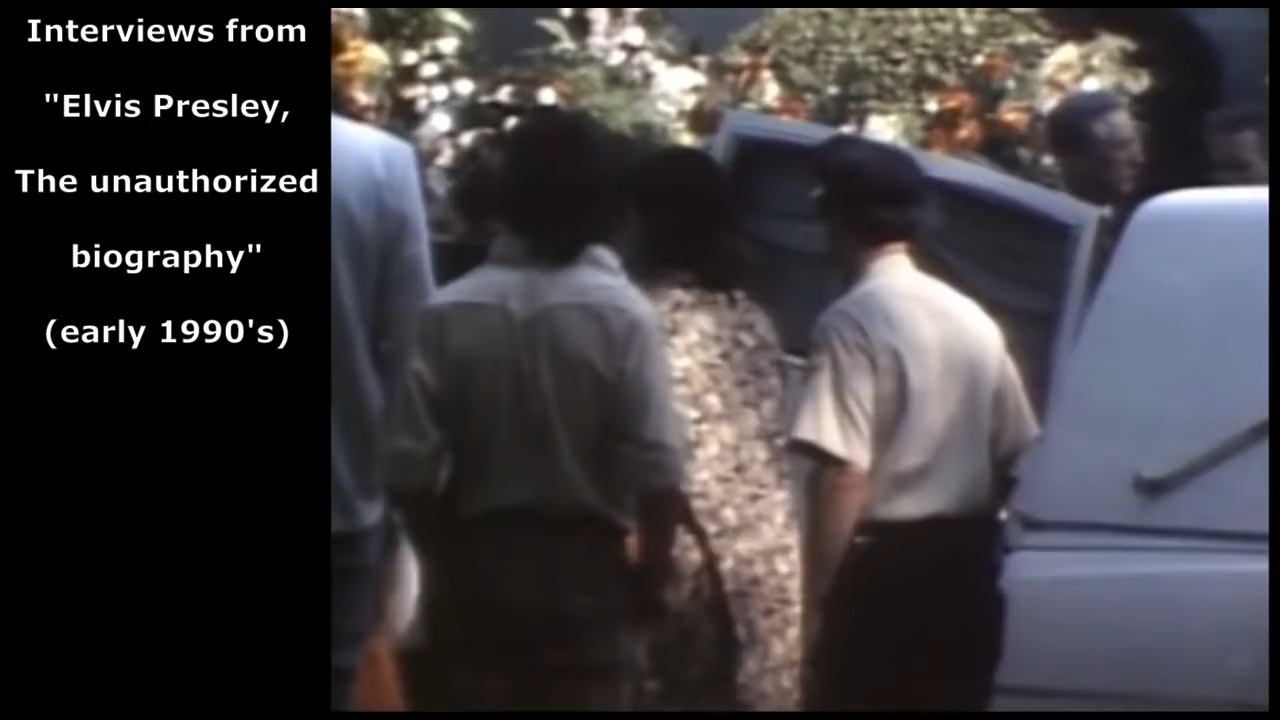 Interviews from
"Elvis Presley,
The unauthorized
biography"
(early 1990's)